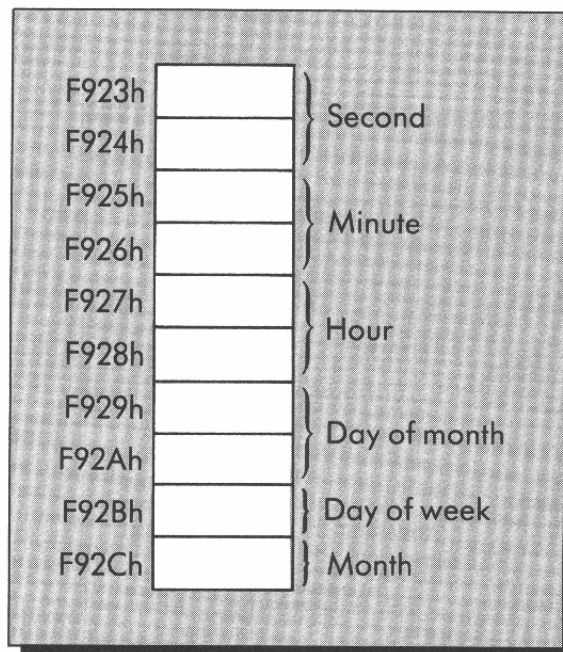 F923h
F924h
Second
F925h
F926h
Minute
F927h
F928h
Hour
F929h
F92Ah
Day of month
F92Bh
Day of week
F92Ch
Month